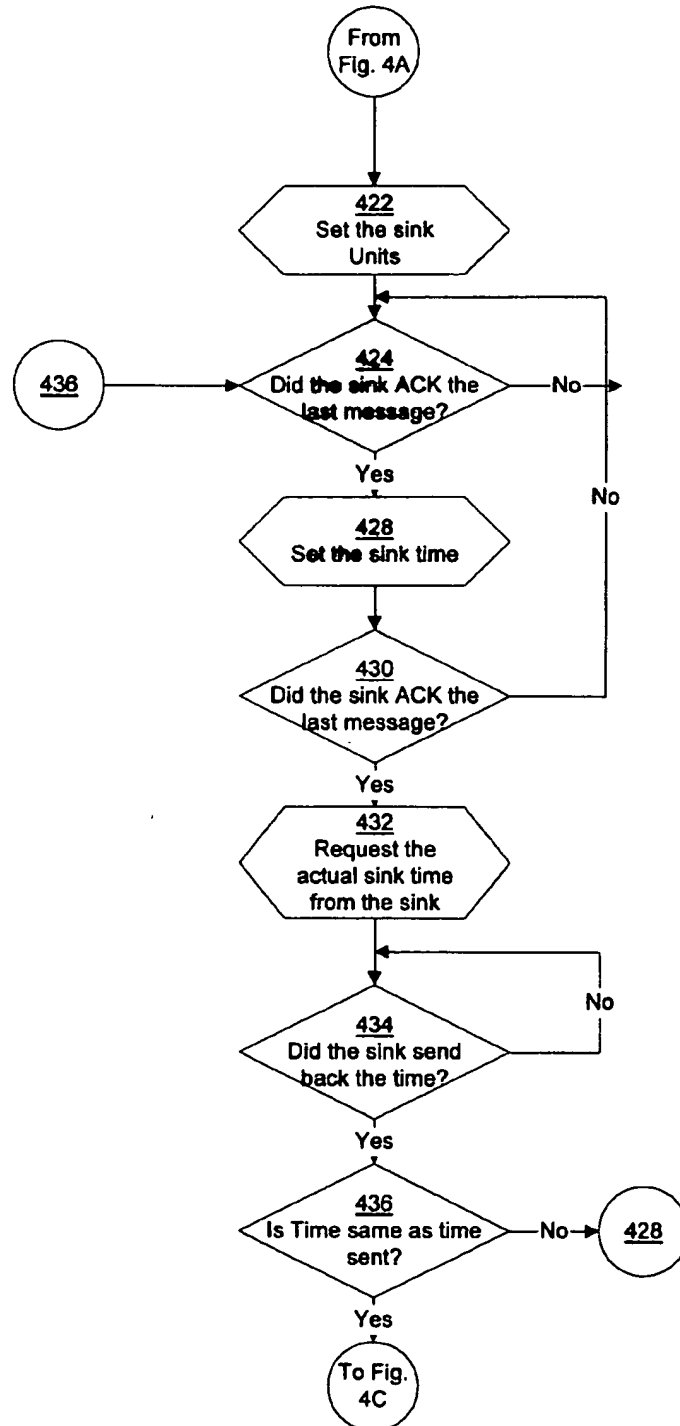 From
Fig. 4A
422
Set the sink
Units
436
424
Did the sink ACK the
last message?
No
Yes
No
428
Set the sink time
430
Did the sink ACK the
last message?
Yes
432
Request the
actual sink time
from the sink
No
434
Did the sink send
back the time?
Yes
436
Is Time same as time
sent?
No
428
Yes
To Fig.
4C